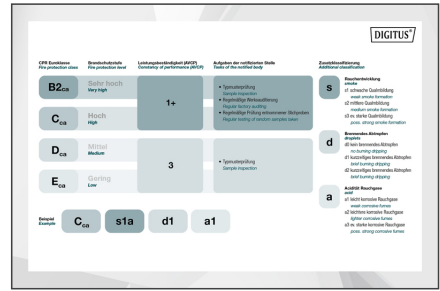 DIGITUS®
CPR Euroklasse
Fire protection class
Brandschutzstufe
Fire protection level
Leistungsbeständigkeit (AVCP)
Constancy of performance (AVCP)
Aufgaben der notifizierten Stelle
Tasks of the notified body
Zusatzklassifizierung
Additional classification
B2ca
Sehr hoch
Very high
1+
• Typmusterprüfung
Sample inspection
• Regelmäßige Werksauditierung
Regular factory auditing
• Regelmäßige Prüfung entnommener Stichproben
Regular testing of random samples taken
Cca
Hoch
High
Dca
Mittel
Medium
3
• Typmusterprüfung
Sample inspection
Eca
Gering
Low
s
Rauchentwicklung
smoke
s1 schwache Qualmbildung
weak smoke formation
s2 mittlere Qualmbildung
medium smoke formation
s3 ev. starke Qualmbildung
poss. strong smoke formation
d
Brennendes Abtropfen
droplets
d0 kein brennendes Abtropfen
no burning dripping
d1 kurzzeitiges brennendes Abtropfen
brief burning dripping
d2 kurzzeitiges brennendes Abtropfen
brief burning dripping
a
Acidität Rauchgase
acid
a1 leicht korrosive Rauchgase
weak corrosive fumes
a2 leichtere korrosive Rauchgase
lighter corrosive fumes
a3 ev. starke korrosive Rauchgase
poss. strong corrosive fumes
Beispiel
Example
Cca
s1a
d1
a1